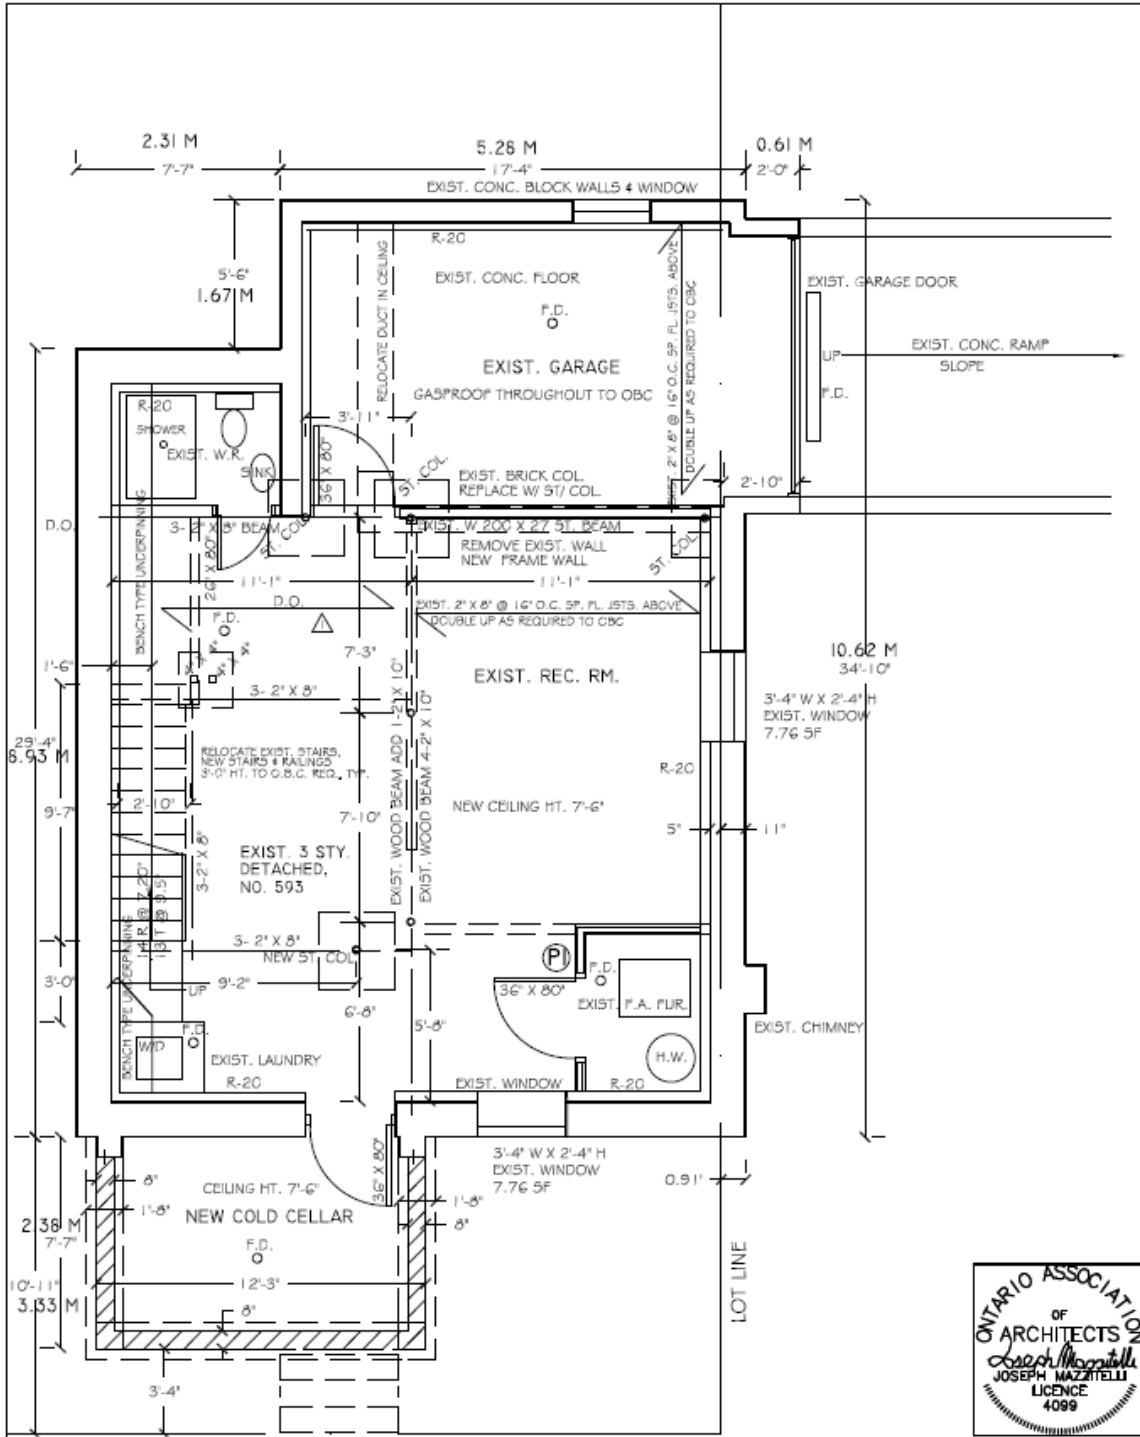 2.31 M
7'-7"
5.28 M
17'-4"
0.61 M
2'-0"
EXIST. CONC. BLOCK WALLS & WINDOW
R-20
5'-6"
1.67 M
RELOCATE DUCT IN CEILING
EXIST. CONC. FLOOR
F.D.
EXIST. 2" X 8" @ 16" O.C. SP. FL. JSTS. ABOVE
DOUBLE UP AS REQUIRED TO OBC
EXIST. GARAGE DOOR
EXIST. GARAGE
GASPROOF THROUGHOUT TO OBC
UP
F.D.
EXIST. CONC. RAMP
SLOPE
3'-11"
36" X 80"
R-20
SHOWER
EXIST. W.R.
SINK
ST. COL.
EXIST. BRICK COL.
REPLACE W/ ST/ COL.
2'-10"
D.O.
3- 2" X 8" BEAM
ST. COL.
EXIST. W 200 X 27 ST. BEAM
REMOVE EXIST. WALL
NEW FRAME WALL
ST. COL.
BENCH TYPE UNDERPINNING
26" X 80"
11'-1"
11'-1"
D.O.
F.D.
EXIST. 2" X 8" @ 16" O.C. SP. FL. JSTS. ABOVE
DOUBLE UP AS REQUIRED TO OBC
1'-6"
7'-3"
EXIST. REC. RM.
10.62 M
34'-10"
3'-4" W X 2'-4" H
EXIST. WINDOW
7.76 SF
3- 2" X 8"
29'-4"
8.93 M
RELOCATE EXIST. STAIRS,
NEW STAIRS & RAILINGS
3'-0" HT. TO O.B.C. REQ., TYP.
EXIST. WOOD BEAM ADD 1-2" X 10"
EXIST. WOOD BEAM 4-2" X 10"
R-20
2'-10"
9'-7"
7'-10"
NEW CEILING HT. 7'-6"
5"
11"
3-2" X 8"
EXIST. 3 STY.
DETACHED,
NO. 593
14 R @ 7.20"
13 T @ 9.5"
3- 2" X 8"
NEW ST. COL.
PI
F.D.
3'-0"
UP
9'-2"
36" X 80"
EXIST. F.A. FUR.
6'-8"
5'-8"
EXIST. CHIMNEY
BENCH TYPE UNDERPINNING
F.D.
W/D
EXIST. LAUNDRY
R-20
H.W.
EXIST. WINDOW
R-20
36" X 80"
3'-4" W X 2'-4" H
EXIST. WINDOW
7.76 SF
0.91'
8"
CEILING HT. 7'-6"
1'-8"
1'-8"
NEW COLD CELLAR
8"
2.38 M
7'-7"
F.D.
12'-3"
10'-11"
3.33 M
8"
LOT LINE
3'-4"
ONTARIO ASSOCIATION
OF
ARCHITECTS
Joseph Mazzitelli
JOSEPH MAZZITELLI
LICENCE
4099